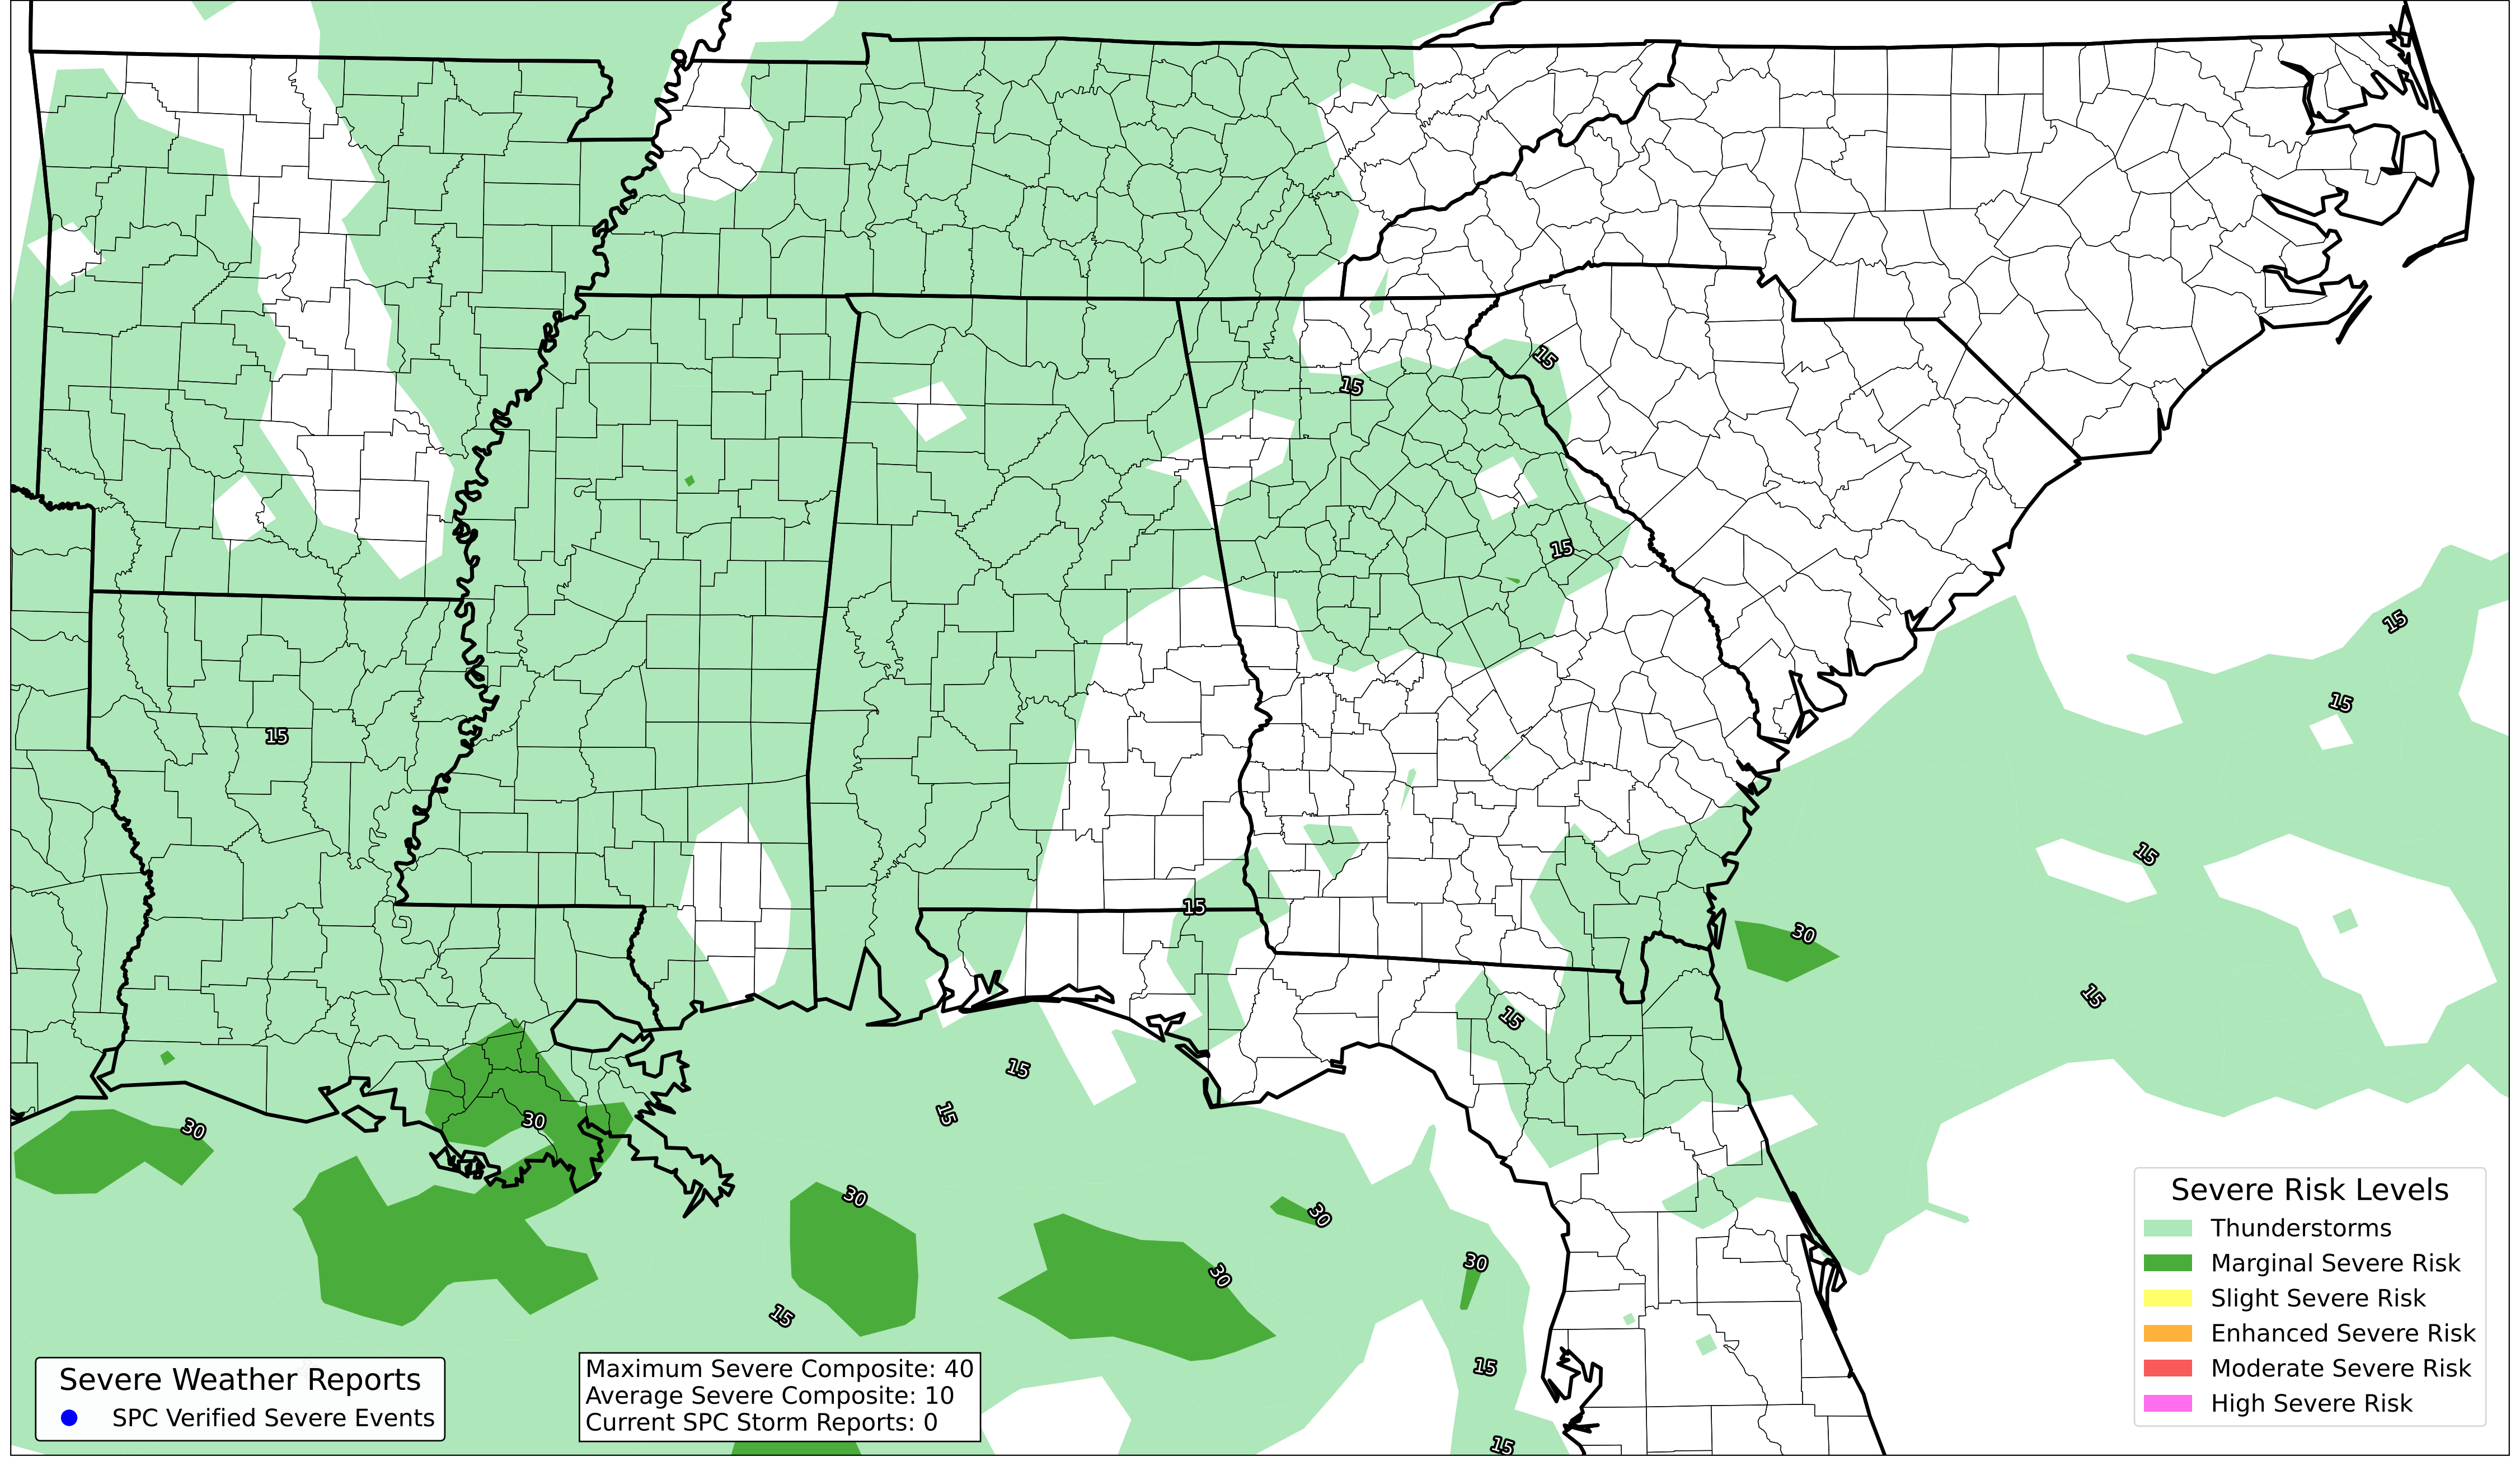 15
15
15
15
15
15
15
15
30
15
15
30
15
15
30
30
30
30
30
30
15
15
15
Severe Risk Levels
Thunderstorms
Marginal Severe Risk
Slight Severe Risk
Enhanced Severe Risk
Moderate Severe Risk
High Severe Risk
Severe Weather Reports
SPC Verified Severe Events
Maximum Severe Composite: 40
Average Severe Composite: 10
Current SPC Storm Reports: 0